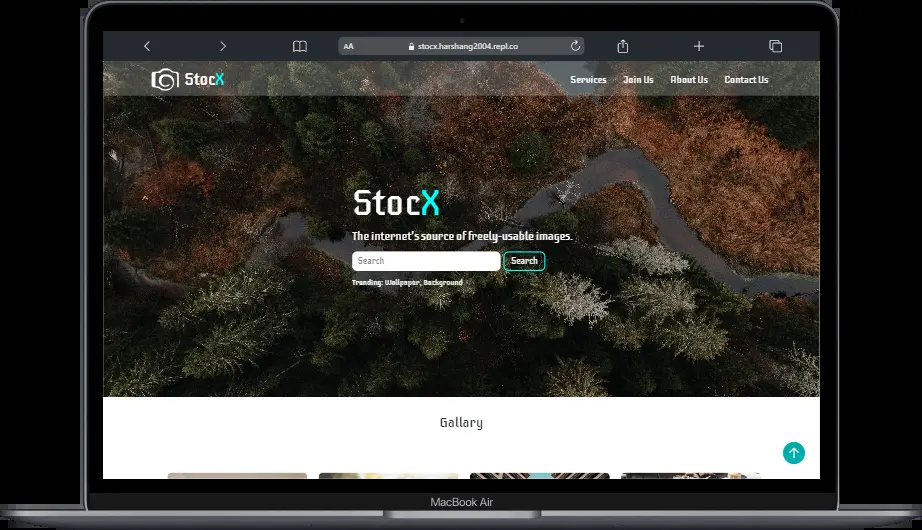 AA stocx.harshang2004.repl.co
StocX Services Join Us About Us Contact Us
StocX
The internet's source of freely-usable images.
Search Search
Trending: Wallpaper, Background
Gallary
MacBook Air